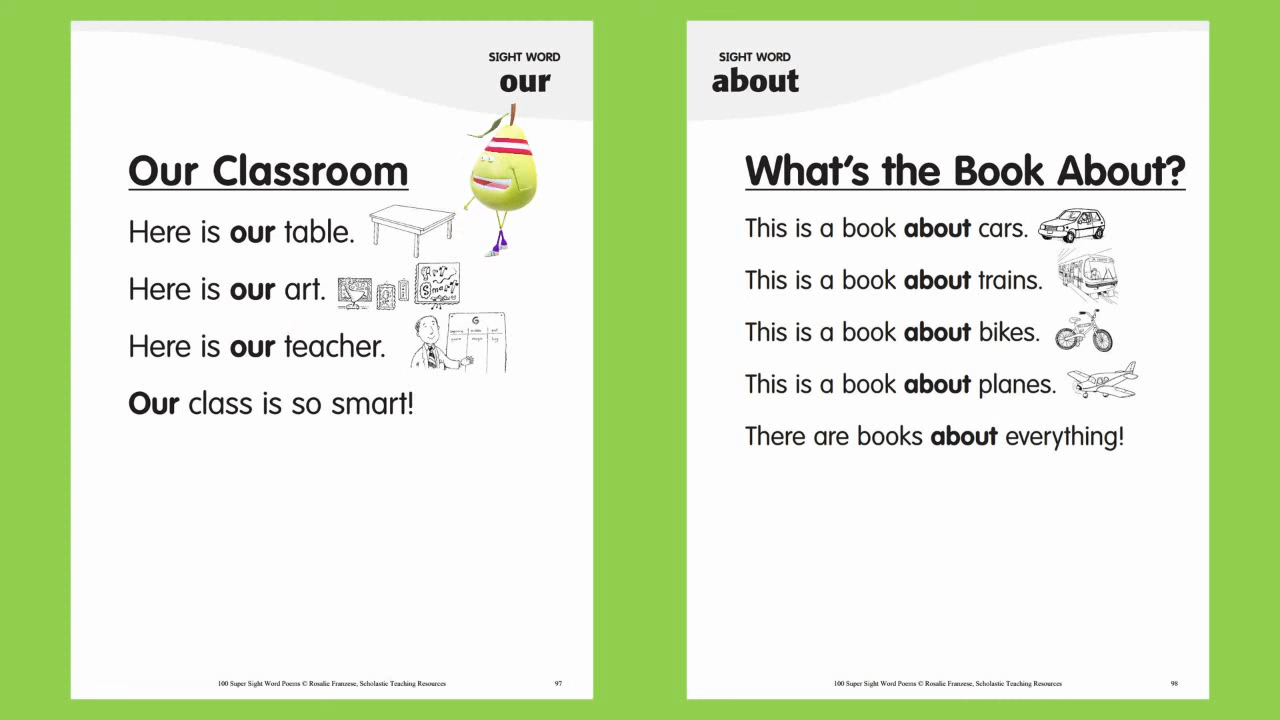 SIGHT WORD
our
Our Classroom
Here is our table.
Here is our art.
Here is our teacher.
Our class is so smart!
100 Super Sight Word Poems © Rosalie Franzese, Scholastic Teaching Resources
97
SIGHT WORD
about
What's the Book About?
This is a book about cars.
This is a book about trains.
This is a book about bikes.
This is a book about planes.
There are books about everything!
100 Super Sight Word Poems © Rosalie Franzese, Scholastic Teaching Resources
98